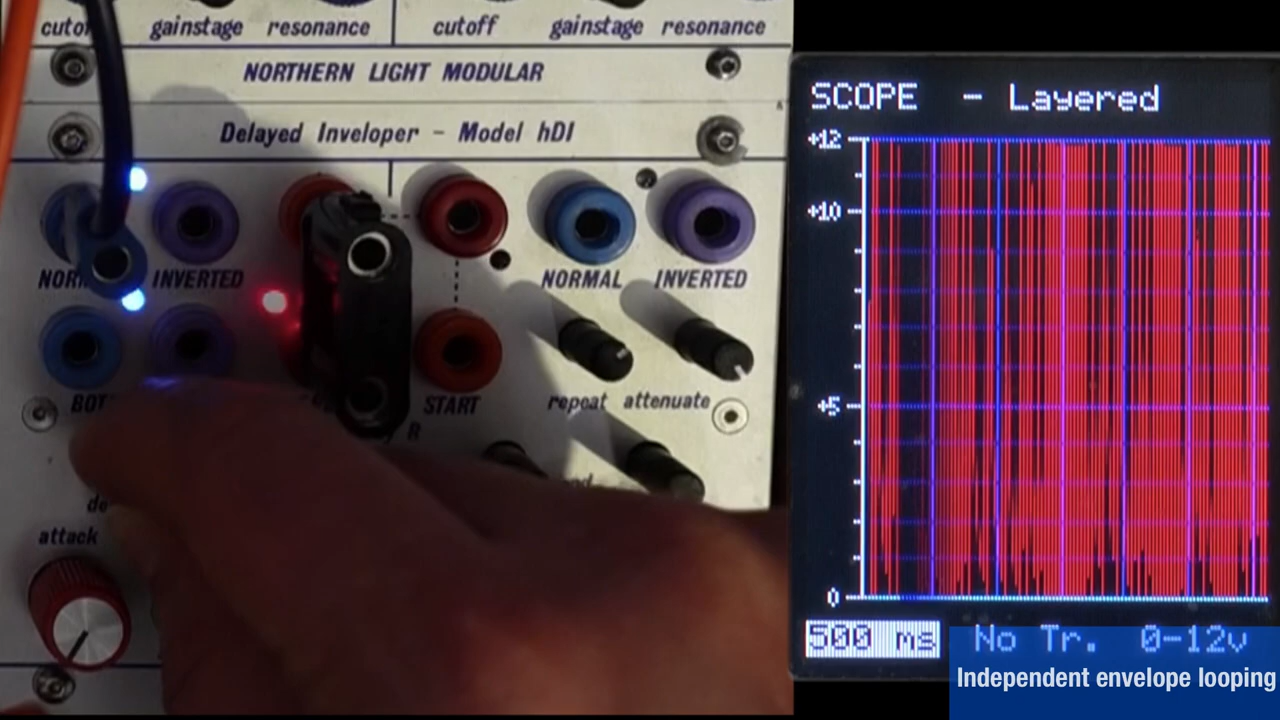 cutoff gainstage resonance cutoff gainstage resonance
NORTHERN LIGHT MODULAR
Delayed Inveloper - Model hDI
INVERTED NORMAL INVERTED
START repeat attenuate
attack
SCOPE - Layered
+12
+10
+5
0
500 ms No Tr. 0-12v
Independent envelope looping